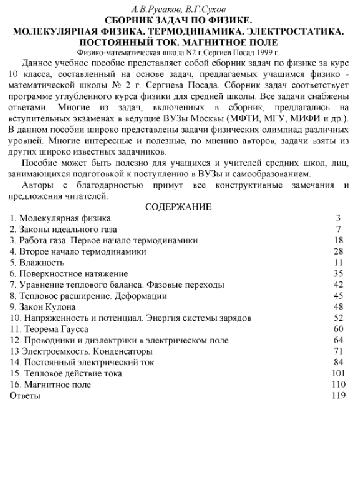 А.В.Русаков, В.Г.Сухов
СБОРНИК ЗАДАЧ ПО ФИЗИКЕ.
МОЛЕКУЛЯРНАЯ ФИЗИКА. ТЕРМОДИНАМИКА. ЭЛЕКТРОСТАТИКА.
ПОСТОЯННЫЙ ТОК. МАГНИТНОЕ ПОЛЕ
Физико-математическая школа №2 г.Сергиев Посад 1999 г.
Данное учебное пособие представляет собой сборник задач по физике за курс
10 класса, составленный на основе задач, предлагаемых учащимся физико -
математической школы № 2 г. Сергиева Посада. Сборник задач соответствует
программе углубленного курса физики для средней школы. Все задачи снабжены
ответами. Многие из задач, включенных в сборник, предлагались на
вступительных экзаменах в ведущие ВУЗы Москвы (МФТИ, МГУ, МИФИ и др.).
В данном пособии широко представлены задачи физических олимпиад различных
уровней. Многие интересные и полезные, по мнению авторов, задачи взяты из
других широко известных задачников.
Пособие может быть полезно для учащихся и учителей средних школ, лиц,
занимающихся подготовкой к поступлению в ВУЗы и самообразованием.
Авторы с благодарностью примут все конструктивные замечания и
предложения читателей.
СОДЕРЖАНИЕ
1. Молекулярная физика 3
2. Законы идеального газа 7
3. Работа газа. Первое начало термодинамики 18
4. Второе начало термодинамики 28
5. Влажность 11
6. Поверхностное натяжение 35
7. Уравнение теплового баланса. Фазовые переходы 42
8. Тепловое расширение. Деформации 45
9. Закон Кулона 48
10. Напряженность и потенциал. Энергия системы зарядов 52
11. Теорема Гаусса 60
12. Проводники и диэлектрики в электрическом поле 64
13 Электроемкость. Конденсаторы 71
14. Постоянный электрический ток 84
15. Тепловое действие тока 101
16. Магнитное поле 110
Ответы 119